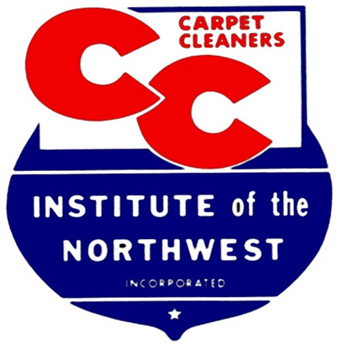 CC
CARPET
CLEANERS
INSTITUTE of the
NORTHWEST
INCORPORATED